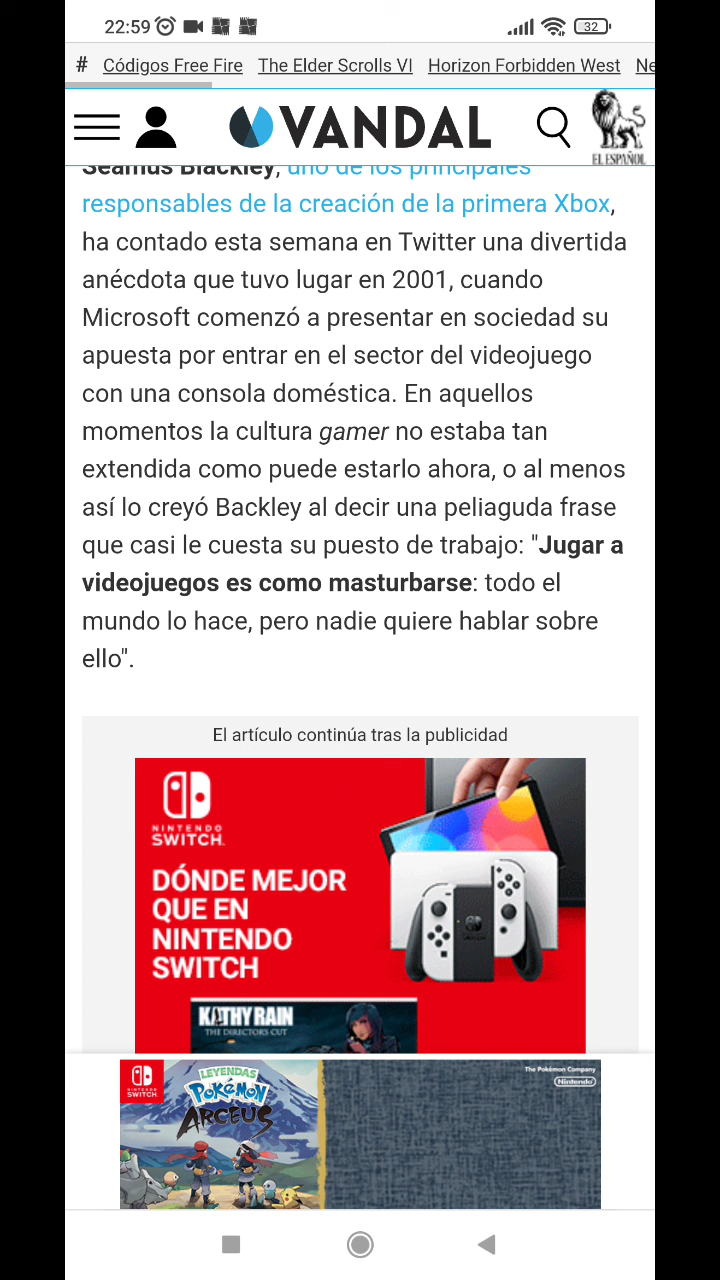 22:59
32
# Códigos Free Fire The Elder Scrolls VI Horizon Forbidden West Ne
VANDAL
EL ESPAÑOL
Seamus Blackley, uno de los principales
responsables de la creación de la primera Xbox,
ha contado esta semana en Twitter una divertida
anécdota que tuvo lugar en 2001, cuando
Microsoft comenzó a presentar en sociedad su
apuesta por entrar en el sector del videojuego
con una consola doméstica. En aquellos
momentos la cultura gamer no estaba tan
extendida como puede estarlo ahora, o al menos
así lo creyó Backley al decir una peliaguda frase
que casi le cuesta su puesto de trabajo: "Jugar a
videojuegos es como masturbarse: todo el
mundo lo hace, pero nadie quiere hablar sobre
ello".
El artículo continúa tras la publicidad
NINTENDO
SWITCH
DÓNDE MEJOR
QUE EN
NINTENDO
SWITCH
KATHY RAIN
THE DIRECTOR'S CUT
NINTENDO
SWITCH
LEYENDAS
POKÉMON
ARCEUS
The Pokémon Company
Nintendo